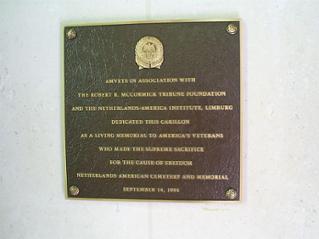 AMVETS IN ASSOCIATION WITH
THE ROBERT R. MCCORMICK TRIBUNE FOUNDATION
AND THE NETHERLANDS-AMERICA INSTITUTE, LIMBURG
DEDICATED THIS CARILLON
AS A LIVING MEMORIAL TO AMERICA'S VETERANS
WHO MADE THE SUPREME SACRIFICE
FOR THE CAUSE OF FREEDOM
NETHERLANDS AMERICAN CEMETERY AND MEMORIAL
SEPTEMBER 14,